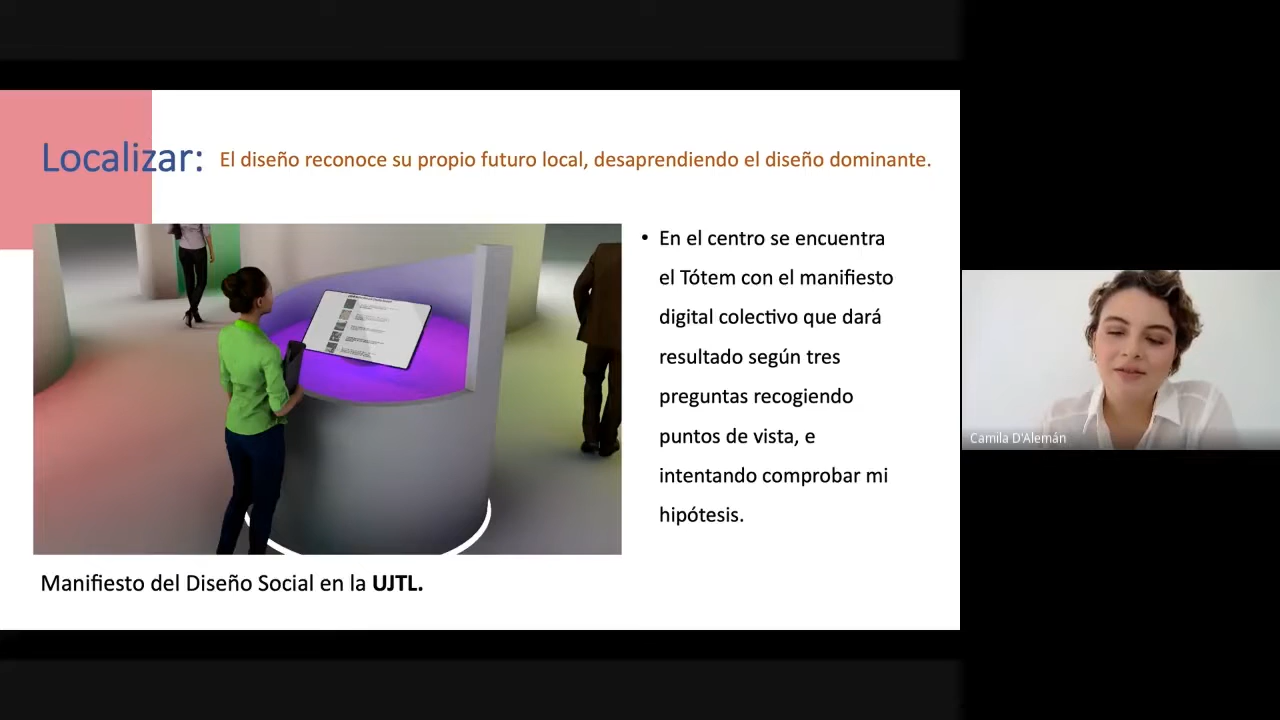 Localizar: El diseño reconoce su propio futuro local, desaprendiendo el diseño dominante.
• En el centro se encuentra
el Tótem con el manifiesto
digital colectivo que dará
resultado según tres
preguntas recogiendo
puntos de vista, e
intentando comprobar mi
hipótesis.
Camila D'Alemán
Manifiesto del Diseño Social en la UJTL.